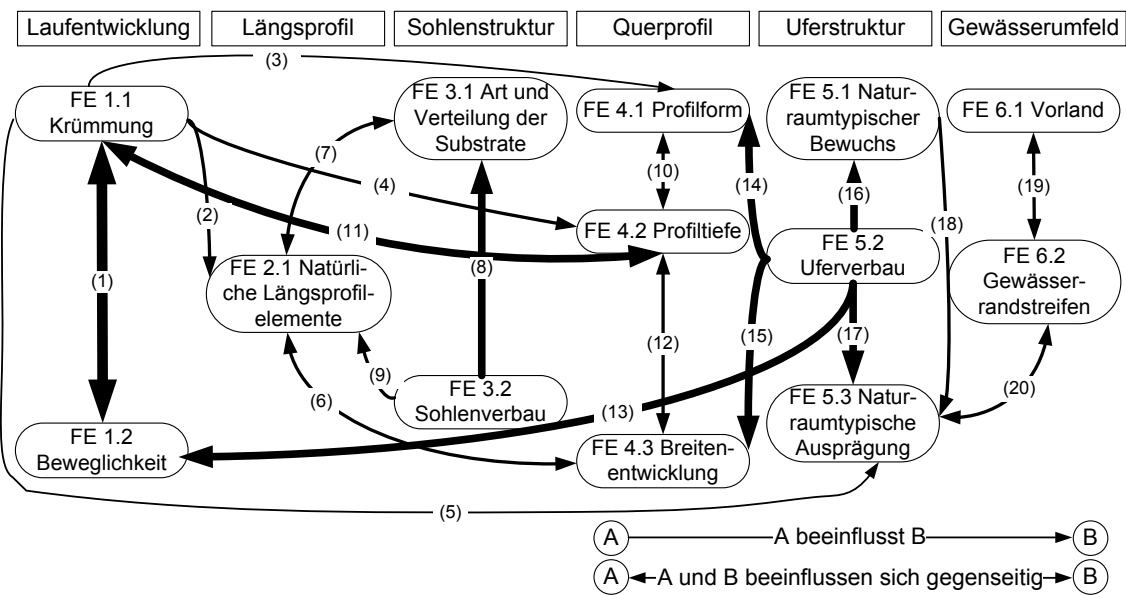 Laufentwicklung
Längsprofil
Sohlenstruktur
Querprofil
Uferstruktur
Gewässerumfeld
(3)
FE 1.1
Krümmung
FE 3.1 Art und
Verteilung der
Substrate
FE 4.1 Profilform
FE 5.1 Natur-
raumtypischer
Bewuchs
FE 6.1 Vorland
(7)
(4)
(10)
(14)
(16)
(19)
(2)
(11)
(18)
FE 4.2 Profiltiefe
FE 5.2
Uferverbau
FE 6.2
Gewässer-
randstreifen
FE 2.1 Natürli-
che Längsprofil-
elemente
(8)
(1)
(12)
(15)
(17)
(9)
(6)
(20)
FE 3.2
Sohlenverbau
(13)
FE 5.3 Natur-
raumtypische
Ausprägung
FE 1.2
Beweglichkeit
FE 4.3 Breiten-
entwicklung
(5)
A
A beeinflusst B
B
A
A und B beeinflussen sich gegenseitig
B